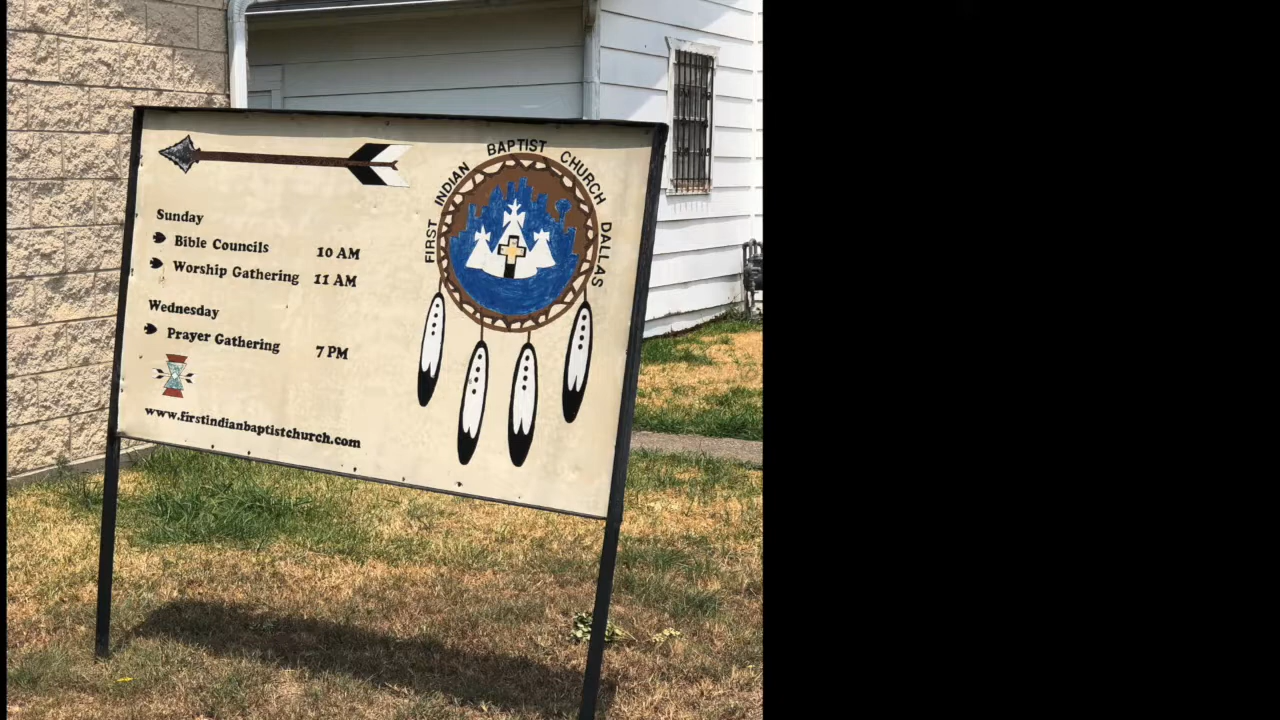 FIRST INDIAN BAPTIST CHURCH DALLAS
Sunday
Bible Councils 10 AM
Worship Gathering 11 AM
Wednesday
Prayer Gathering 7 PM
www.firstindianbaptistchurch.com